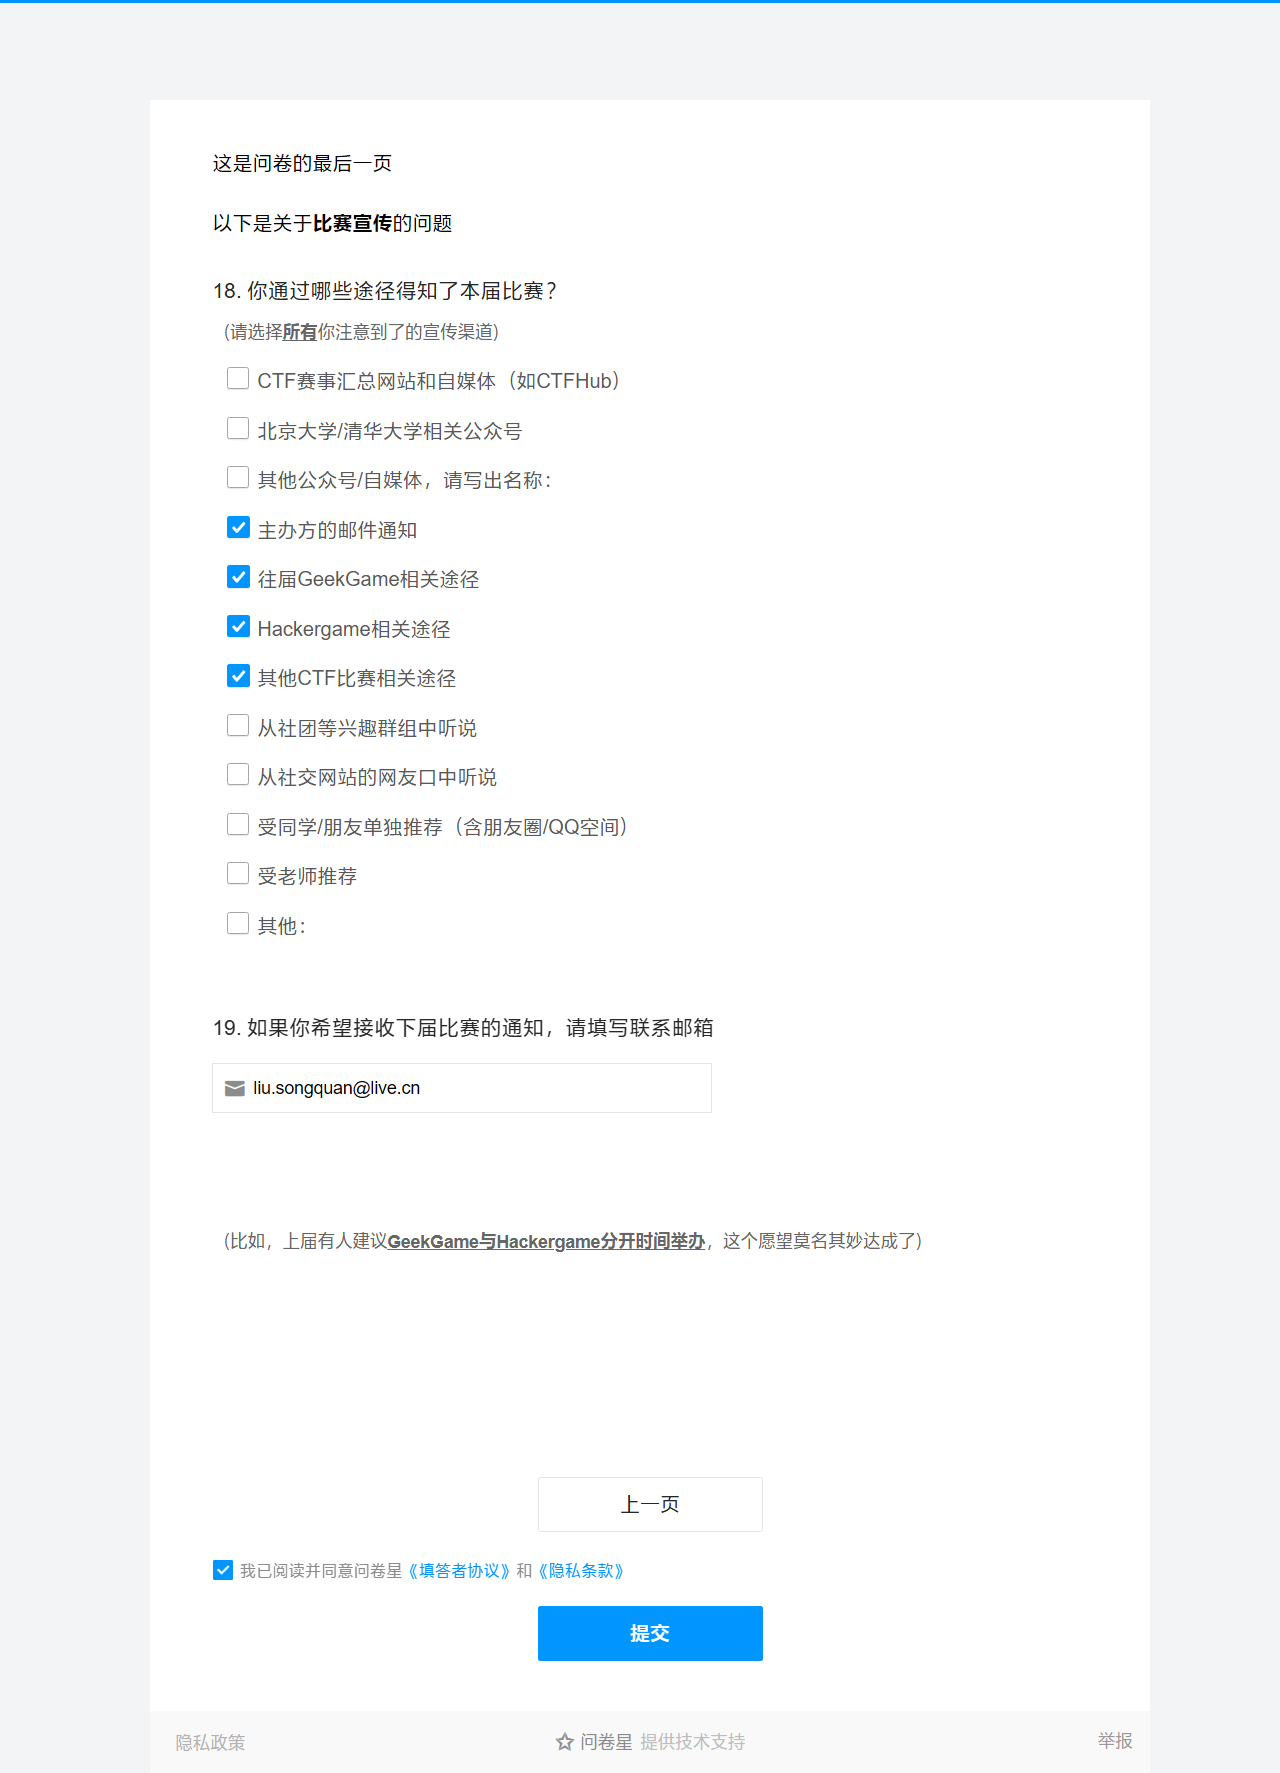 这是问卷的最后一页
以下是关于比赛宣传的问题
18. 你通过哪些途径得知了本届比赛？
(请选择所有你注意到了的宣传渠道)
CTF赛事汇总网站和自媒体（如CTFHub）
北京大学/清华大学相关公众号
其他公众号/自媒体，请写出名称：
主办方的邮件通知
往届GeekGame相关途径
Hackergame相关途径
其他CTF比赛相关途径
从社团等兴趣群组中听说
从社交网站的网友口中听说
受同学/朋友单独推荐（含朋友圈/QQ空间）
受老师推荐
其他：
19. 如果你希望接收下届比赛的通知，请填写联系邮箱
liu.songquan@live.cn
(比如，上届有人建议GeekGame与Hackergame分开时间举办，这个愿望莫名其妙达成了)
上一页
我已阅读并同意问卷星《填答者协议》和《隐私条款》
提交
隐私政策 问卷星 提供技术支持 举报